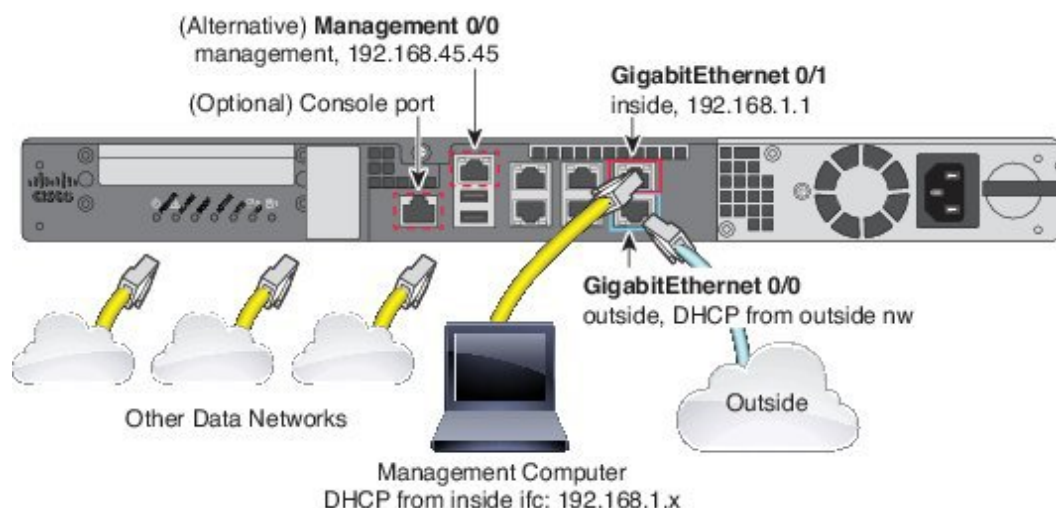 (Alternative) Management 0/0
management, 192.168.45.45
(Optional) Console port
GigabitEthernet 0/1
inside, 192.168.1.1
CISCO
GigabitEthernet 0/0
outside, DHCP from outside nw
Other Data Networks
Outside
Management Computer
DHCP from inside ifc: 192.168.1.x